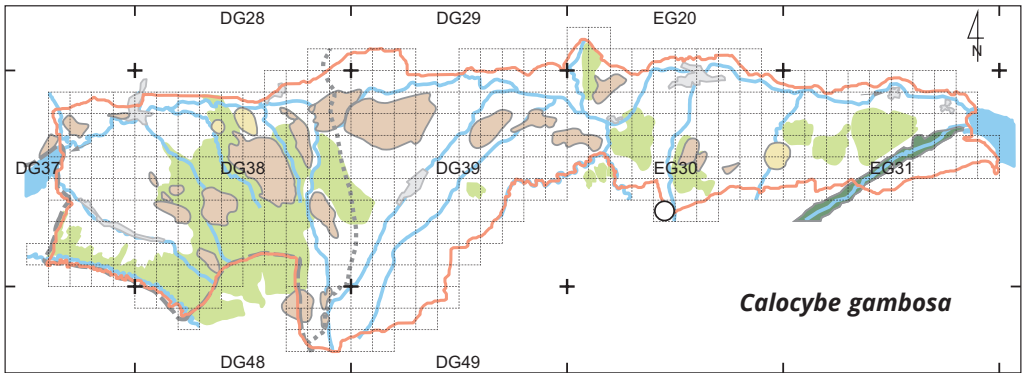 DG28
DG29
EG20
N
DG37
DG38
DG39
EG30
EG31
Calocybe gambosa
DG48
DG49